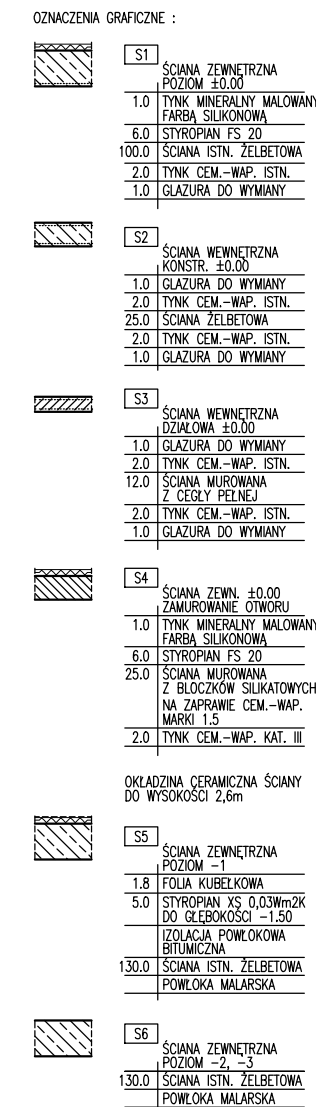 OZNACZENIA GRAFICZNE :
S1
ŚCIANA ZEWNĘTRZNA
POZIOM ±0.00
1.0 TYNK MINERALNY MALOWANY
FARBĄ SILIKONOWĄ
6.0 STYROPIAN FS 20
100.0 ŚCIANA ISTN. ŻELBETOWA
2.0 TYNK CEM.-WAP. ISTN.
1.0 GLAZURA DO WYMIANY
S2
ŚCIANA WEWNĘTRZNA
KONSTR. ±0.00
1.0 GLAZURA DO WYMIANY
2.0 TYNK CEM.-WAP. ISTN.
25.0 ŚCIANA ŻELBETOWA
2.0 TYNK CEM.-WAP. ISTN.
1.0 GLAZURA DO WYMIANY
S3
ŚCIANA WEWNĘTRZNA
DZIAŁOWA ±0.00
1.0 GLAZURA DO WYMIANY
2.0 TYNK CEM.-WAP. ISTN.
12.0 ŚCIANA MUROWANA
Z CEGŁY PEŁNEJ
2.0 TYNK CEM.-WAP. ISTN.
1.0 GLAZURA DO WYMIANY
S4
ŚCIANA ZEWN. ±0.00
ZAMUROWANIE OTWORU
1.0 TYNK MINERALNY MALOWANY
FARBĄ SILIKONOWĄ
6.0 STYROPIAN FS 20
25.0 ŚCIANA MUROWANA
Z BLOCZKÓW SILIKATOWYCH
NA ZAPRAWIE CEM.-WAP.
MARKI 1.5
2.0 TYNK CEM.-WAP. KAT. III
OKŁADZINA CERAMICZNA ŚCIANY
DO WYSOKOŚCI 2,6m
S5
ŚCIANA ZEWNĘTRZNA
POZIOM -1
1.8 FOLIA KUBEŁKOWA
5.0 STYROPIAN XS 0,03Wm2K
DO GŁĘBOKOŚCI -1.50
IZOLACJA POWŁOKOWA
BITUMICZNA
130.0 ŚCIANA ISTN. ŻELBETOWA
POWŁOKA MALARSKA
S6
ŚCIANA ZEWNĘTRZNA
POZIOM -2, -3
130.0 ŚCIANA ISTN. ŻELBETOWA
POWŁOKA MALARSKA